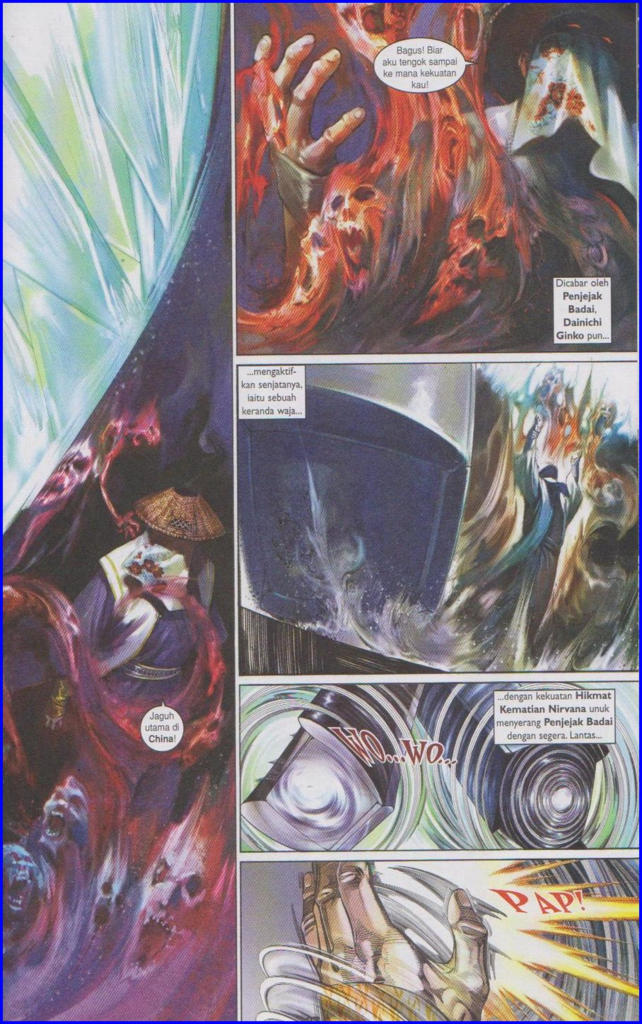 Jaguh
utama di
China!
Bagus! Biar
aku tengok sampai
ke mana kekuatan
kau!
Dicabar oleh
Penjejak
Badai,
Dainichi
Ginko pun...
...mengaktif-
kan senjatanya,
iaitu sebuah
keranda waja...
...dengan kekuatan Hikmat
Kematian Nirvana unuk
menyerang Penjejak Badai
dengan segera. Lantas...
WO...WO...
PAP!